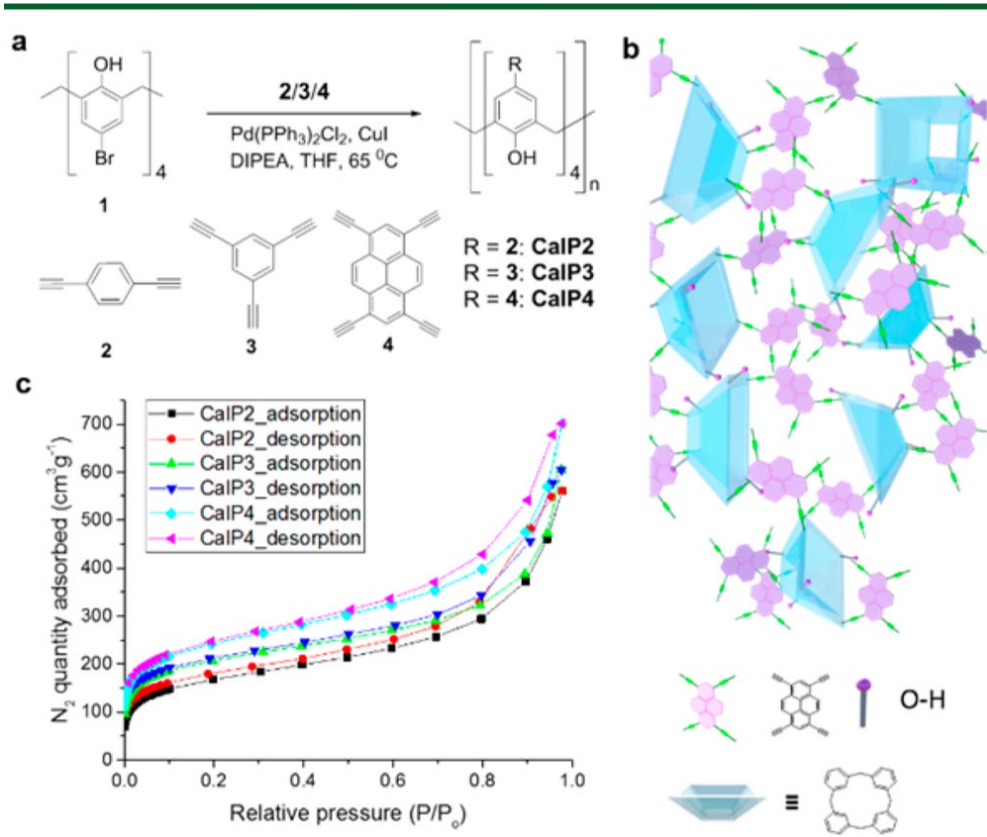 a
OH
Br
4
1
2/3/4
Pd(PPh3)2Cl2, CuI
DIPEA, THF, 65 ⁰C
R
OH
4
n
2
3
4
R = 2: CalP2
R = 3: CalP3
R = 4: CalP4
b
O-H
≡
c
N2 quantity adsorbed (cm3g-1)
700
600
500
400
300
200
100
0
CalP2_adsorption
CalP2_desorption
CalP3_adsorption
CalP3_desorption
CalP4_adsorption
CalP4_desorption
0.0 0.2 0.4 0.6 0.8 1.0
Relative pressure (P/Po)